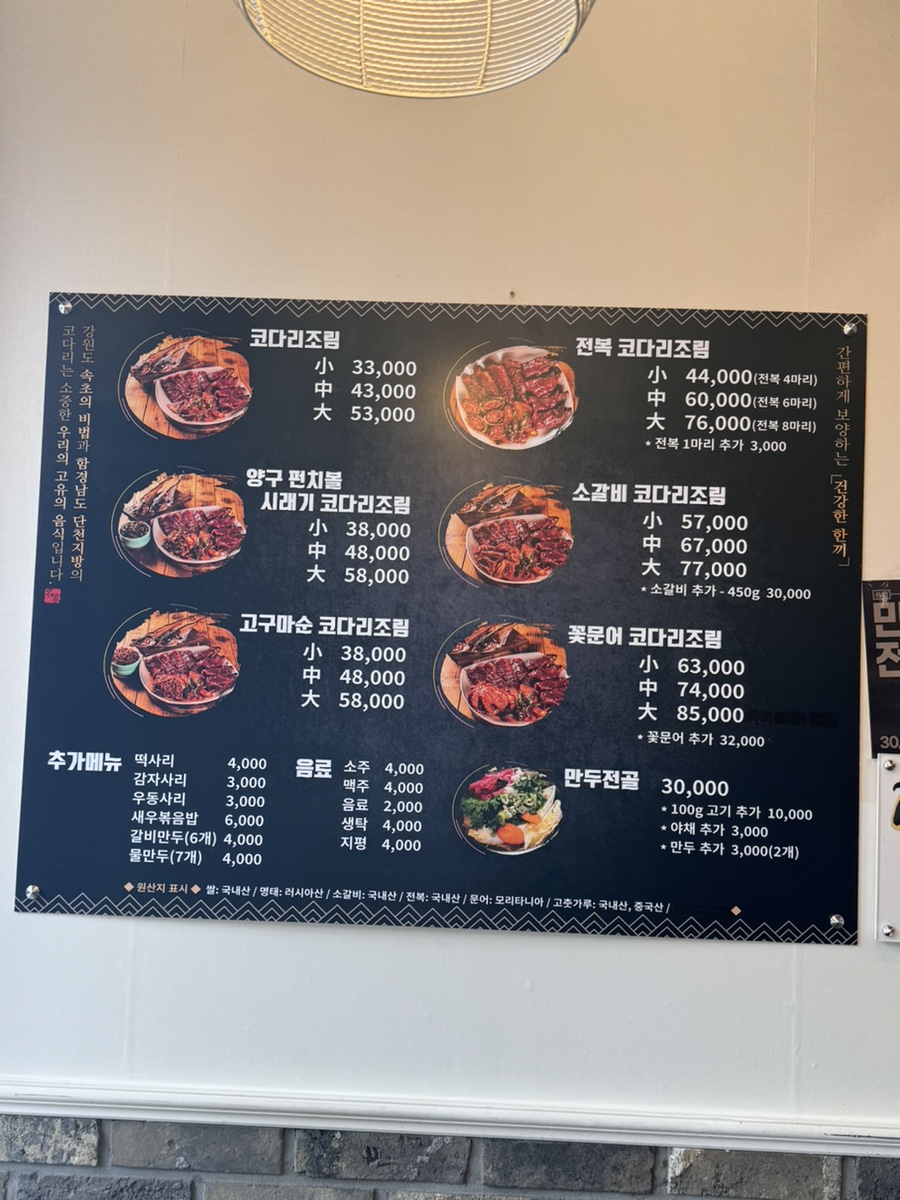 강원도 속초의 비법과 함경남도 단천지방의
코다리는 소중한 우리의 고유의 음식입니다.
코다리조림
小 33,000
中 43,000
大 53,000
양구 펀치볼
시래기 코다리조림
小 38,000
中 48,000
大 58,000
고구마순 코다리조림
小 38,000
中 48,000
大 58,000
전복 코다리조림
小 44,000(전복 4마리)
中 60,000(전복 6마리)
大 76,000(전복 8마리)
* 전복 1마리 추가 3,000
소갈비 코다리조림
小 57,000
中 67,000
大 77,000
* 소갈비 추가 - 450g 30,000
꽃문어 코다리조림
小 63,000
中 74,000
大 85,000
* 꽃문어 추가 32,000
간편하게 보양하는 「건강한 한끼」
추가메뉴
떡사리 4,000
감자사리 3,000
우동사리 3,000
새우볶음밥 6,000
갈비만두(6개) 4,000
물만두(7개) 4,000
음료
소주 4,000
맥주 4,000
음료 2,000
생탁 4,000
지평 4,000
만두전골 30,000
* 100g 고기 추가 10,000
* 야채 추가 3,000
* 만두 추가 3,000(2개)
◆ 원산지 표시 ◆ 쌀: 국내산 / 명태: 러시아산 / 소갈비: 국내산 / 전복: 국내산 / 문어: 모리타니아 / 고춧가루: 국내산, 중국산 /
30,